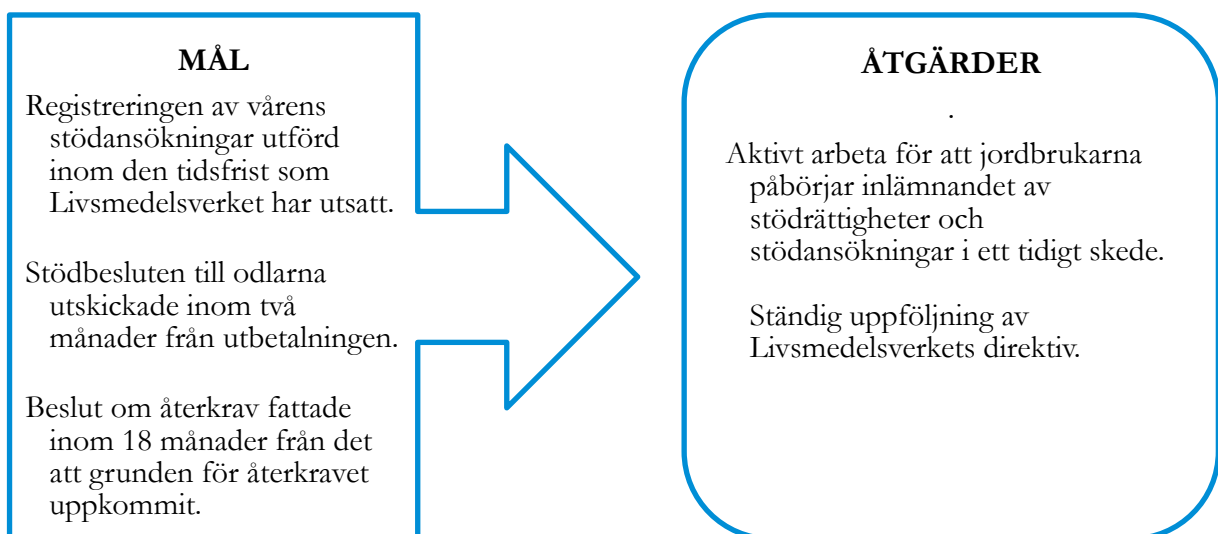 MÅL
Registreringen av vårens
stödansökningar utförd
inom den tidsfrist som
Livsmedelsverket har utsatt.
Stödbesluten till odlarna
utskickade inom två
månader från utbetalningen.
Beslut om återkrav fattade
inom 18 månader från det
att grunden för återkravet
uppkommit.
ÅTGÄRDER
.
Aktivt arbeta för att jordbrukarna
påbörjar inlämnandet av
stödrättigheter och
stödansökningar i ett tidigt skede.
Ständig uppföljning av
Livsmedelsverkets direktiv.